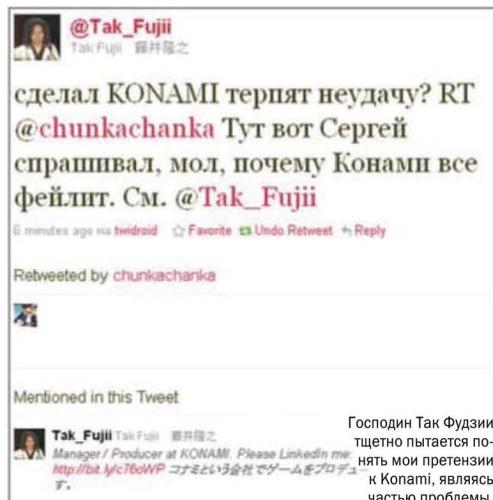 @Tak_Fujii
Tak Fujii 藤井隆之
сделал KONAMI терпят неудачу? RT
@chunkachanka Тут вот Сергей
спрашивал, мол, почему Конами все
фейлит. См. @Tak_Fujii
6 minutes ago via twidroid Favorite Undo Retweet Reply
Retweeted by chunkachanka
Mentioned in this Tweet
Tak_Fujii Tak Fujii 藤井隆之
Manager / Producer at KONAMI. Please LinkedIn me:
http://bit.ly/c76oWP コナミという会社でゲームをプロデュー
す。
Господин Так Фудзии
тщетно пытается по-
нять мои претензии
к Konami, являясь
частью проблемы.